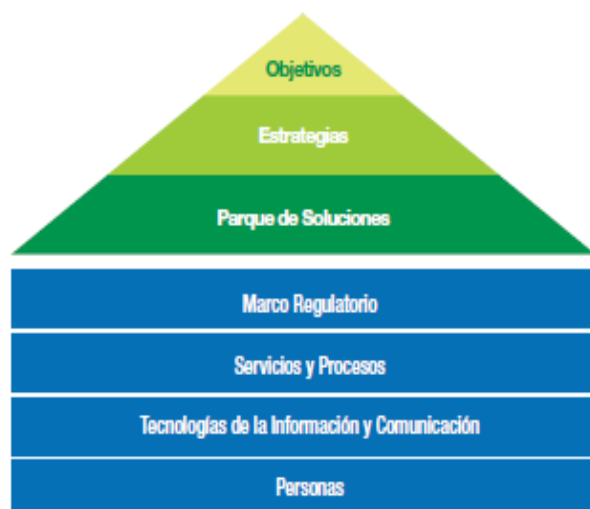 Objetivos
Estrategias
Parque de Soluciones
Marco Regulatorio
Servicios y Procesos
Tecnologías de la Información y Comunicación
Personas